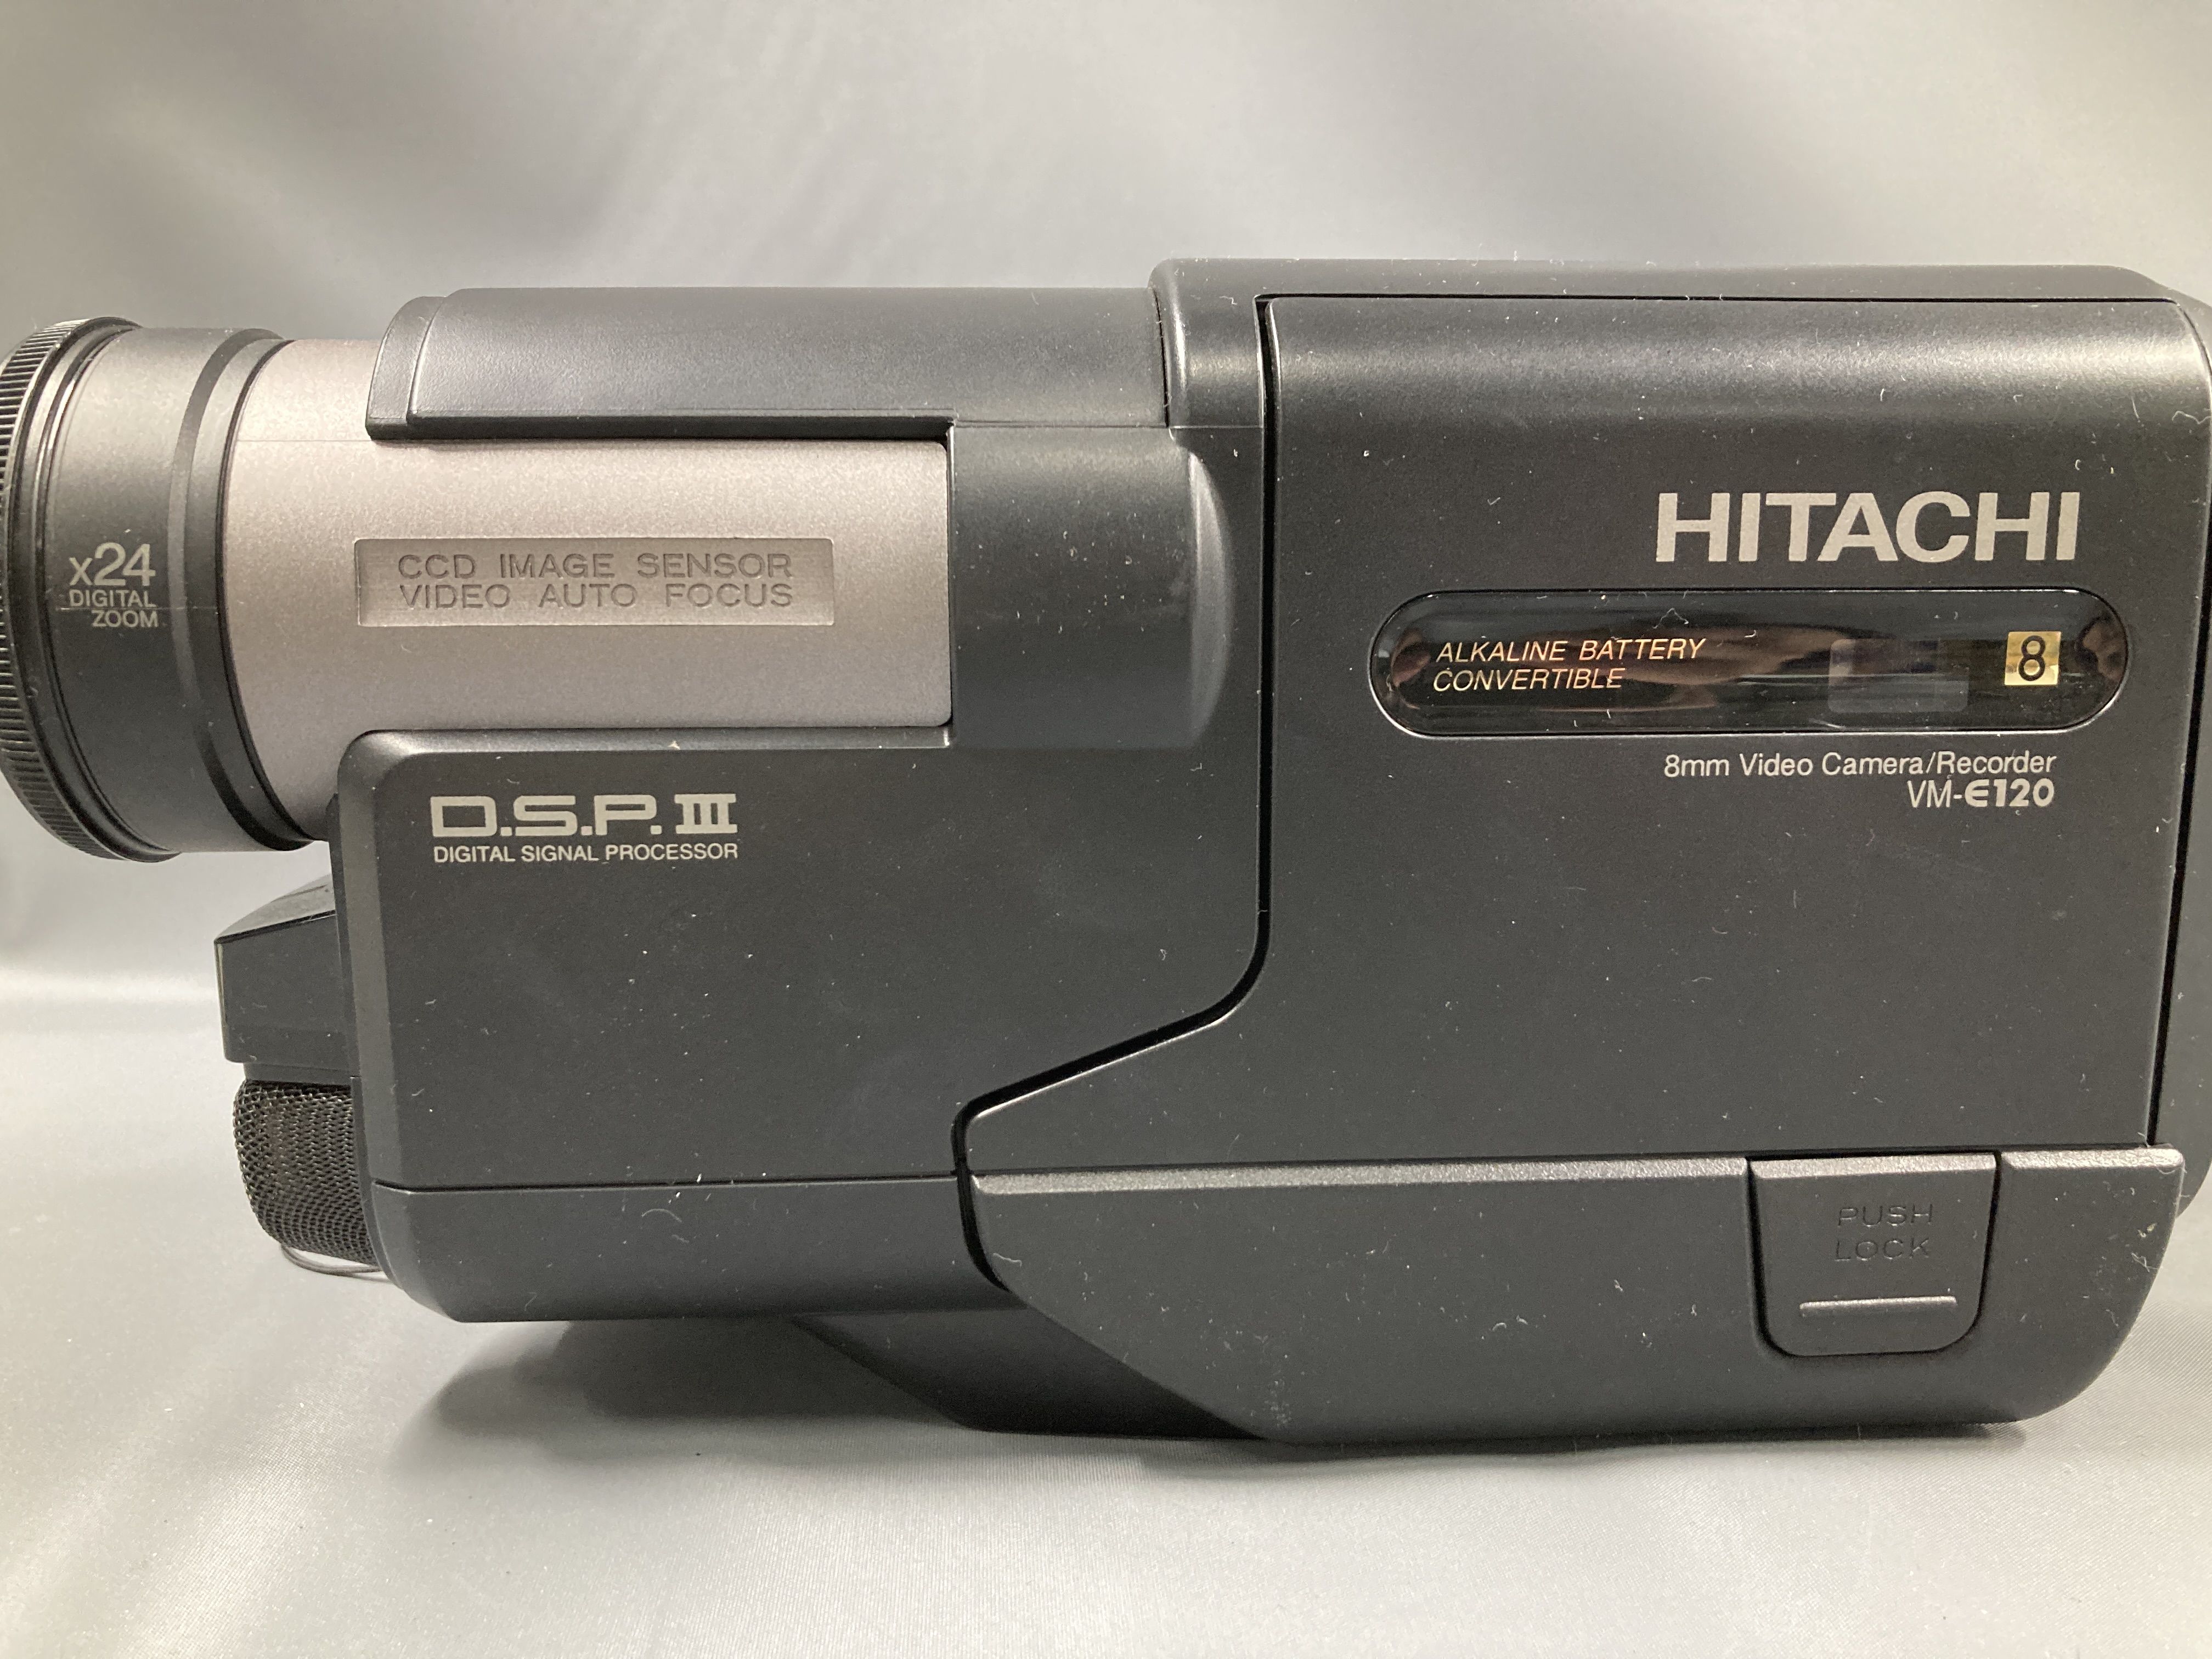 HITACHI
x24
DIGITAL
ZOOM
CCD IMAGE SENSOR
VIDEO AUTO FOCUS
ALKALINE BATTERY
CONVERTIBLE
8
8mm Video Camera/Recorder
VM-E120
D.S.P. III
DIGITAL SIGNAL PROCESSOR
PUSH
LOCK